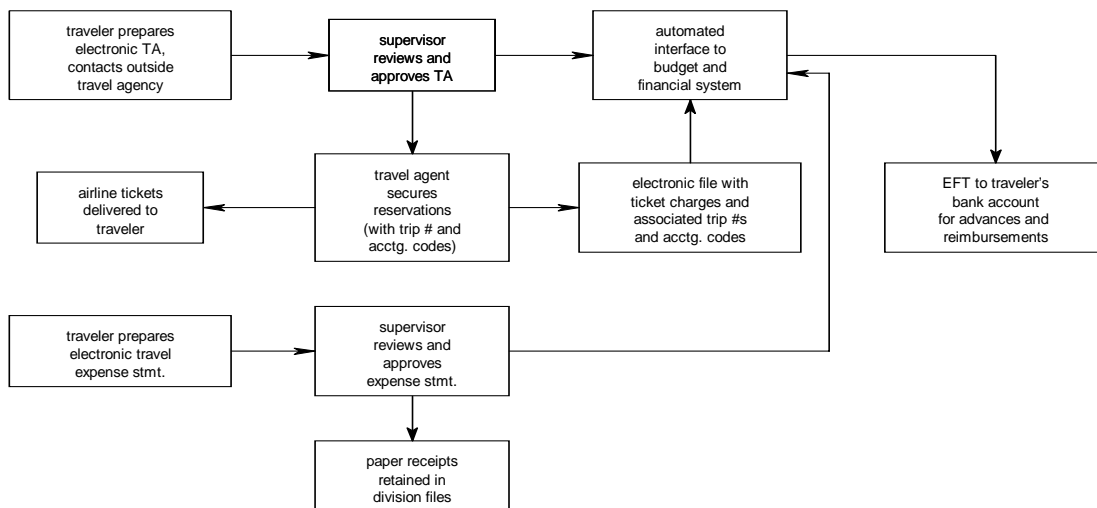 traveler prepares
electronic TA,
contacts outside
travel agency
supervisor
reviews and
approves TA
automated
interface to
budget and
financial system
airline tickets
delivered to
traveler
travel agent
secures
reservations
(with trip # and
acctg. codes)
electronic file with
ticket charges and
associated trip #s
and acctg. codes
EFT to traveler's
bank account
for advances and
reimbursements
traveler prepares
electronic travel
expense stmt.
supervisor
reviews and
approves
expense stmt.
paper receipts
retained in
division files